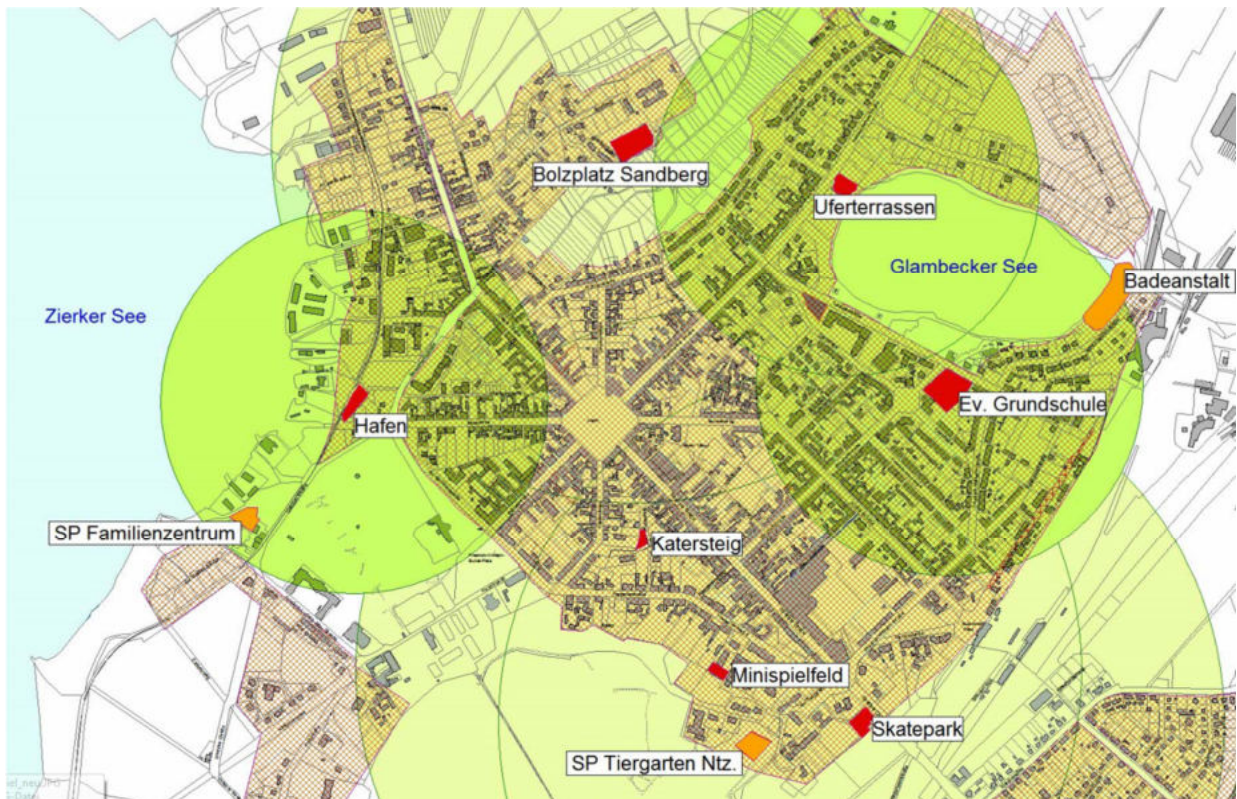 Bolzplatz Sandberg
Uferterrassen
Glambecker See
Badeanstalt
Zierker See
Ev. Grundschule
Hafen
SP Familienzentrum
Katersteig
Minispielfeld
Skatepark
SP Tiergarten Ntz.